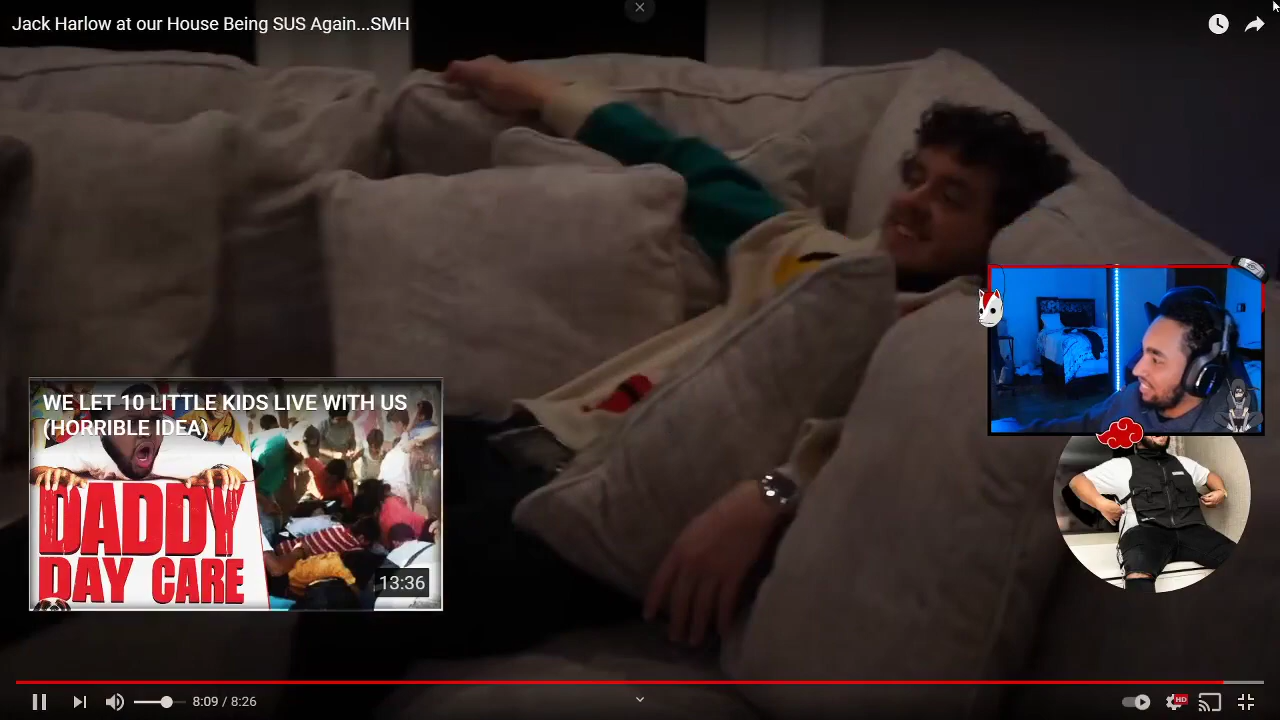 Jack Harlow at our House Being SUS Again...SMH
WE LET 10 LITTLE KIDS LIVE WITH US
(HORRIBLE IDEA)
DADDY
DAY CARE
13:36
8:09 / 8:26
HD